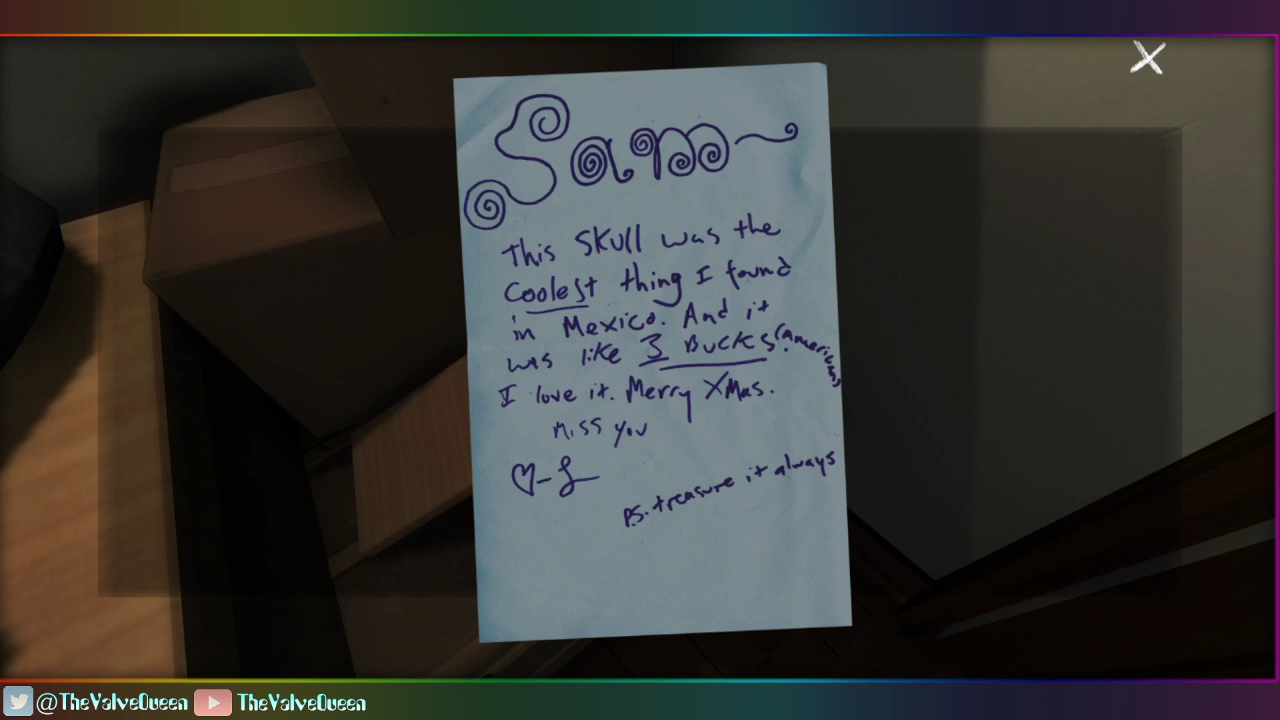 Sam
This SKull was the
coolest thing I found
in Mexico. And it
was like 3 BUCKS. (american)
I love it. Merry XMas.
Miss you
♡-L
P.S. treasure it always
@TheValveQueen TheValveQueen